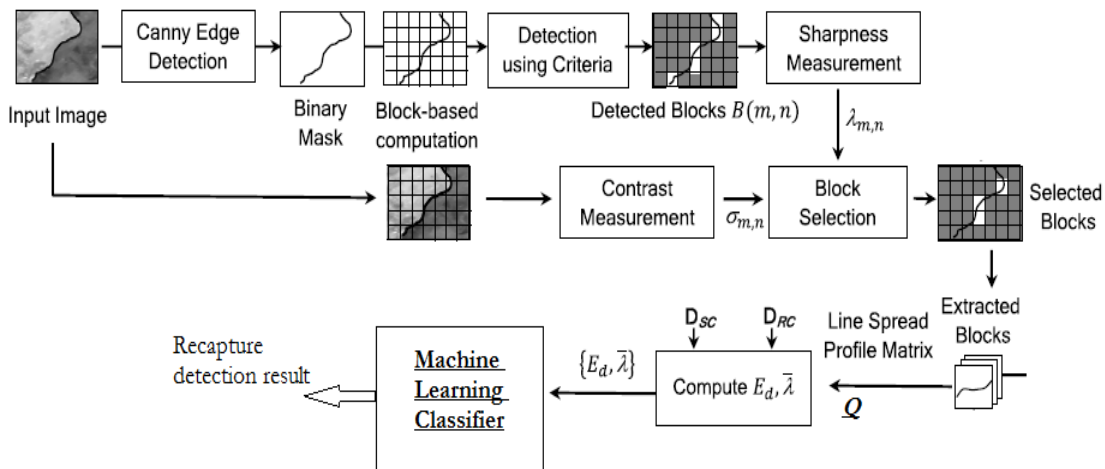 Input Image
Canny Edge
Detection
Binary
Mask
Block-based
computation
Detection
using Criteria
Detected Blocks B(m, n)
Sharpness
Measurement
λm,n
Contrast
Measurement
σm,n
Block
Selection
Selected
Blocks
Extracted
Blocks
Line Spread
Profile Matrix
Q
DSC
DRC
Compute Ed, λ̅
{Ed, λ̅}
Machine
Learning
Classifier
Recapture
detection result